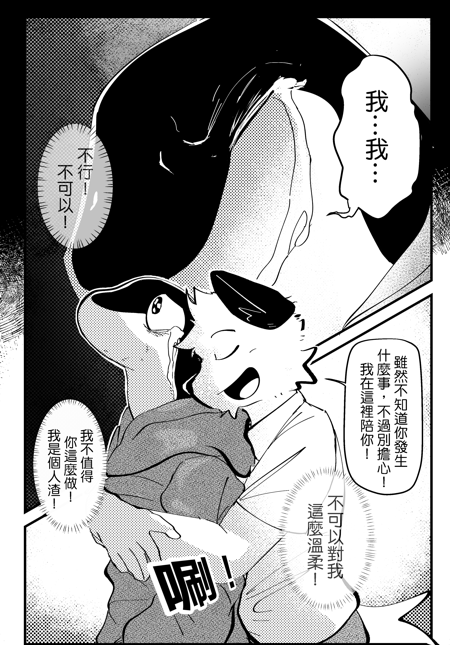 我…我…
不行！
不可以！
雖然不知道你發生
什麼事，不過別擔心！
我在這裡陪你！
我不值得
你這麼做！
我是個人渣！
不可以對我
這麼溫柔！
唰！